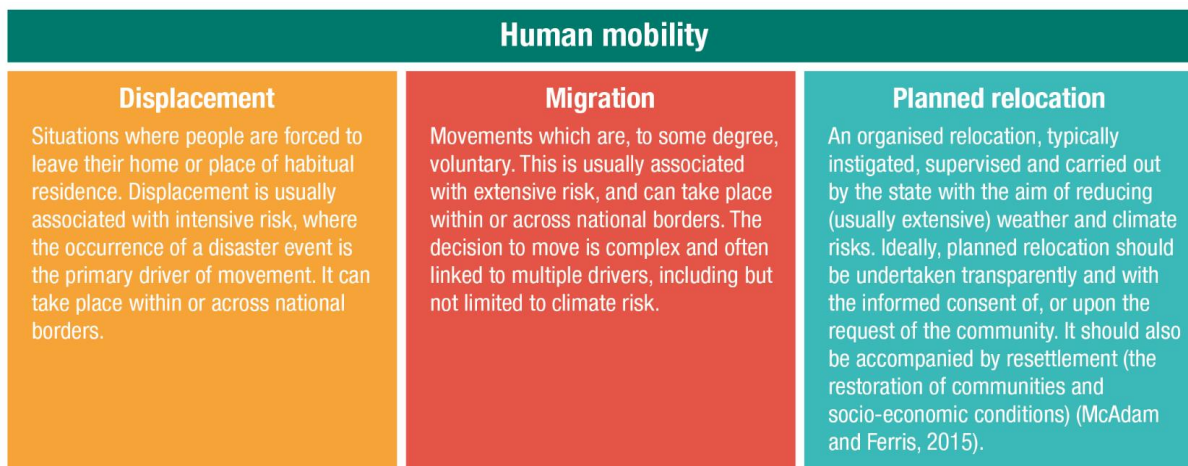 Human mobility
Displacement
Situations where people are forced to
leave their home or place of habitual
residence. Displacement is usually
associated with intensive risk, where
the occurrence of a disaster event is
the primary driver of movement. It can
take place within or across national
borders.
Migration
Movements which are, to some degree,
voluntary. This is usually associated
with extensive risk, and can take place
within or across national borders. The
decision to move is complex and often
linked to multiple drivers, including but
not limited to climate risk.
Planned relocation
An organised relocation, typically
instigated, supervised and carried out
by the state with the aim of reducing
(usually extensive) weather and climate
risks. Ideally, planned relocation should
be undertaken transparently and with
the informed consent of, or upon the
request of the community. It should also
be accompanied by resettlement (the
restoration of communities and
socio-economic conditions) (McAdam
and Ferris, 2015).